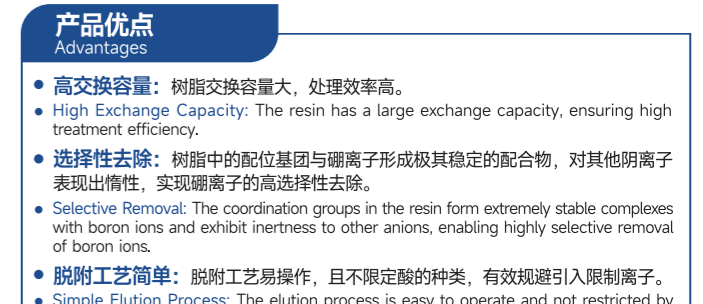 产品优点
Advantages
● 高交换容量：树脂交换容量大，处理效率高。
● High Exchange Capacity: The resin has a large exchange capacity, ensuring high
treatment efficiency.
● 选择性去除：树脂中的配位基团与硼离子形成极其稳定的配合物，对其他阴离子
表现出惰性，实现硼离子的高选择性去除。
● Selective Removal: The coordination groups in the resin form extremely stable complexes
with boron ions and exhibit inertness to other anions, enabling highly selective removal
of boron ions.
● 脱附工艺简单：脱附工艺易操作，且不限定酸的种类，有效规避引入限制离子。
● Simple Elution Process: The elution process is easy to operate and not restricted by